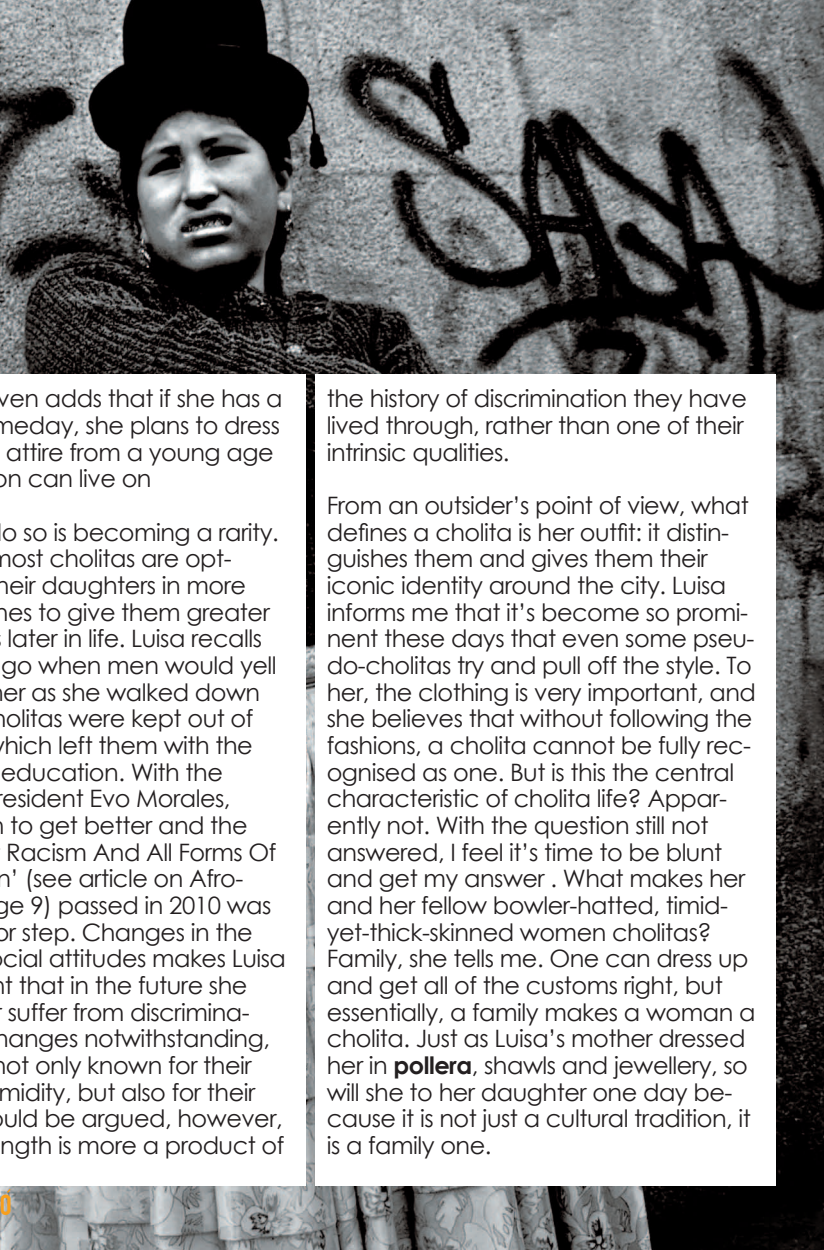 ven adds that if she has a
meday, she plans to dress
attire from a young age
on can live on
do so is becoming a rarity.
most cholitas are opt-
heir daughters in more
hes to give them greater
s later in life. Luisa recalls
go when men would yell
her as she walked down
holitas were kept out of
which left them with the
education. With the
resident Evo Morales,
n to get better and the
Racism And All Forms Of
n' (see article on Afro-
ge 9) passed in 2010 was
or step. Changes in the
ocial attitudes makes Luisa
nt that in the future she
t suffer from discrimina-
hanges notwithstanding,
not only known for their
midity, but also for their
ould be argued, however,
ngth is more a product of
the history of discrimination they have
lived through, rather than one of their
intrinsic qualities.
From an outsider's point of view, what
defines a cholita is her outfit: it distin-
guishes them and gives them their
iconic identity around the city. Luisa
informs me that it's become so promi-
nent these days that even some pseu-
do-cholitas try and pull off the style. To
her, the clothing is very important, and
she believes that without following the
fashions, a cholita cannot be fully rec-
ognised as one. But is this the central
characteristic of cholita life? Appar-
ently not. With the question still not
answered, I feel it's time to be blunt
and get my answer . What makes her
and her fellow bowler-hatted, timid-
yet-thick-skinned women cholitas?
Family, she tells me. One can dress up
and get all of the customs right, but
essentially, a family makes a woman a
cholita. Just as Luisa's mother dressed
her in pollera, shawls and jewellery, so
will she to her daughter one day be-
cause it is not just a cultural tradition, it
is a family one.